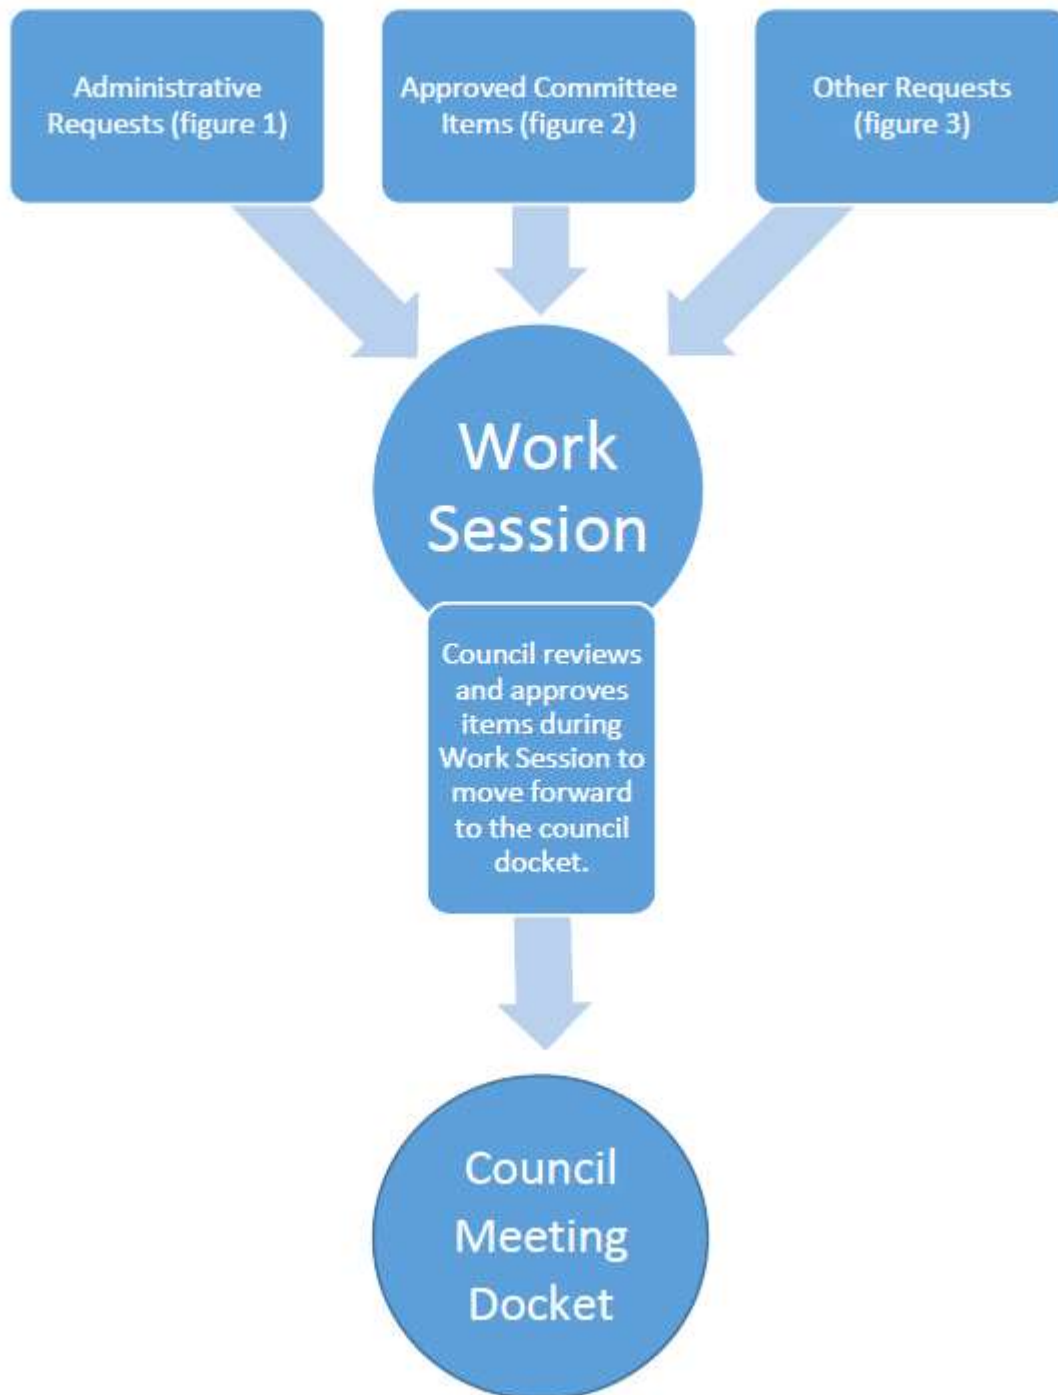 Administrative
Requests (figure 1)
Approved Committee
Items (figure 2)
Other Requests
(figure 3)
Work
Session
Council reviews
and approves
items during
Work Session to
move forward
to the council
docket.
Council
Meeting
Docket